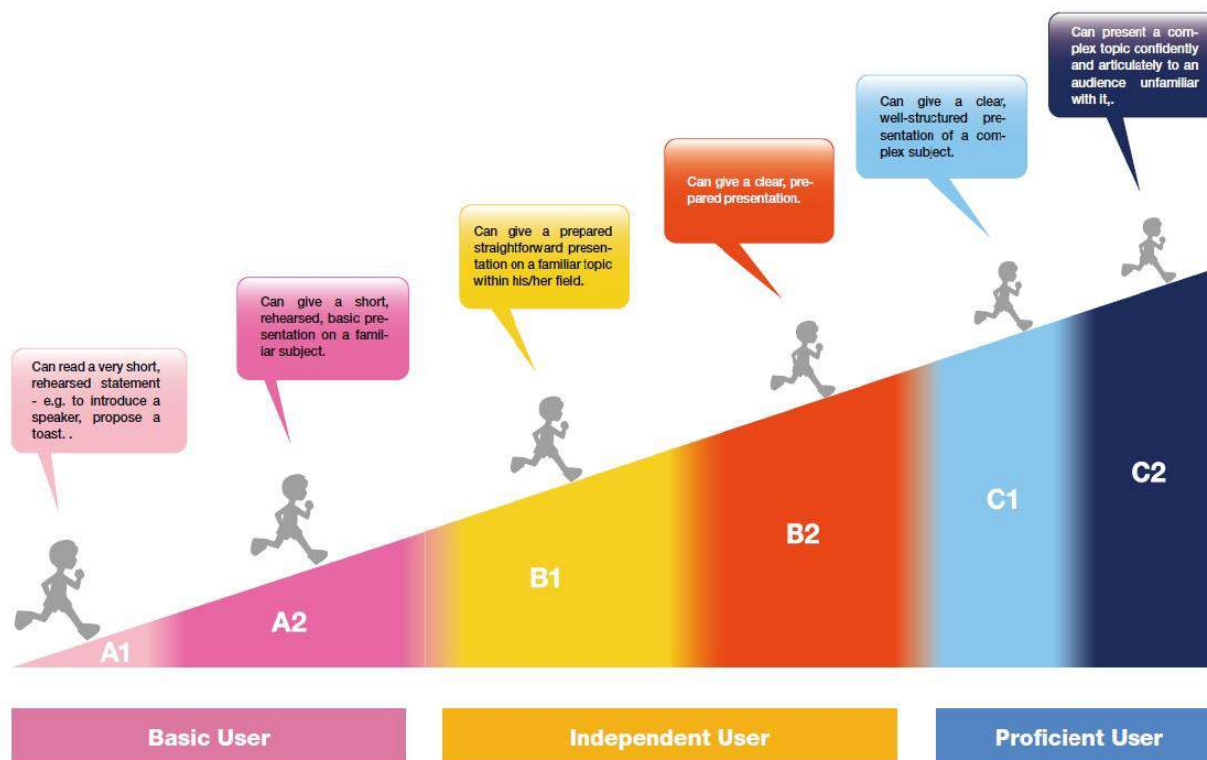 Can read a very short,
rehearsed statement
- e.g. to introduce a
speaker, propose a
toast. .
Can give a short,
rehearsed, basic pre-
sentation on a famil-
iar subject.
Can give a prepared
straightforward presen-
tation on a familiar topic
within his/her field.
Can give a clear, pre-
pared presentation.
Can give a clear,
well-structured pre-
sentation of a com-
plex subject.
Can present a com-
plex topic confidently
and articulately to an
audience unfamiliar
with it,.
A1
A2
B1
B2
C1
C2
Basic User
Independent User
Proficient User